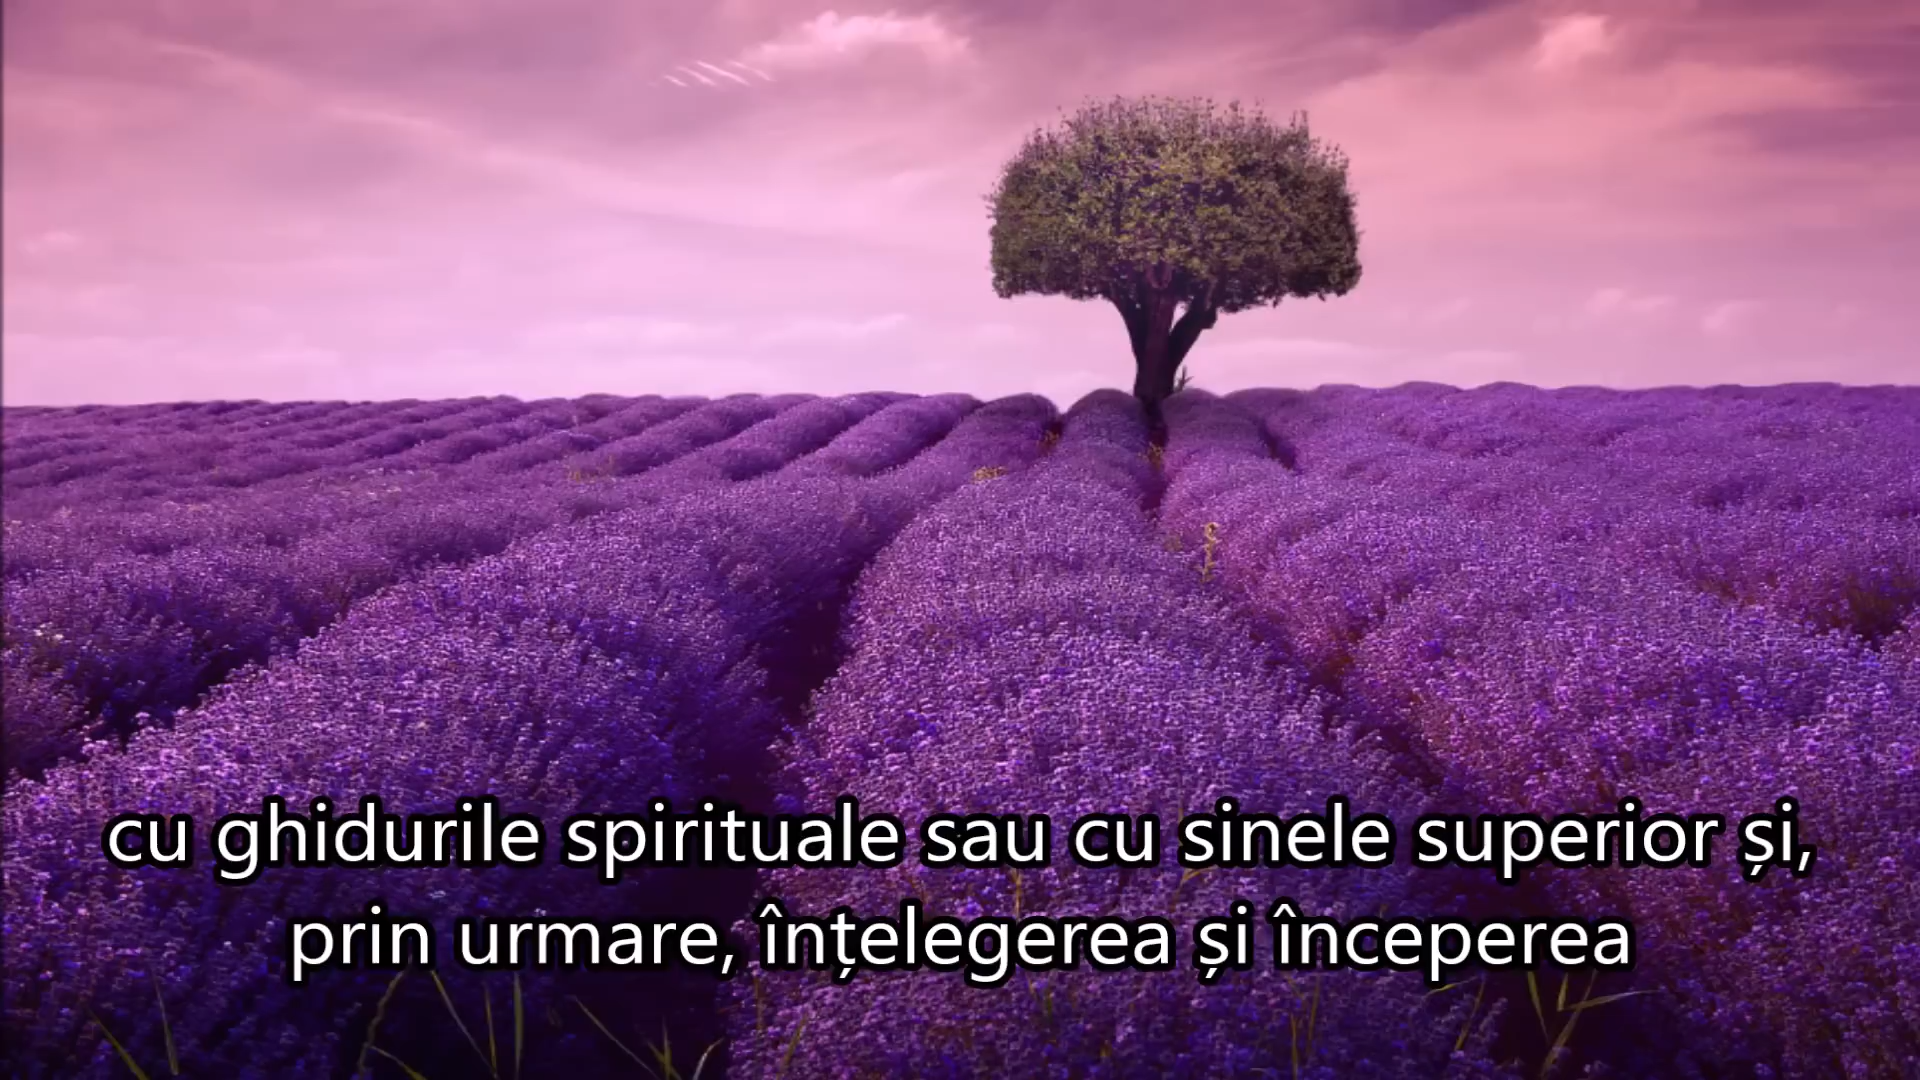 cu ghidurile spirituale sau cu sinele superior și,
prin urmare, înțelegerea și începerea